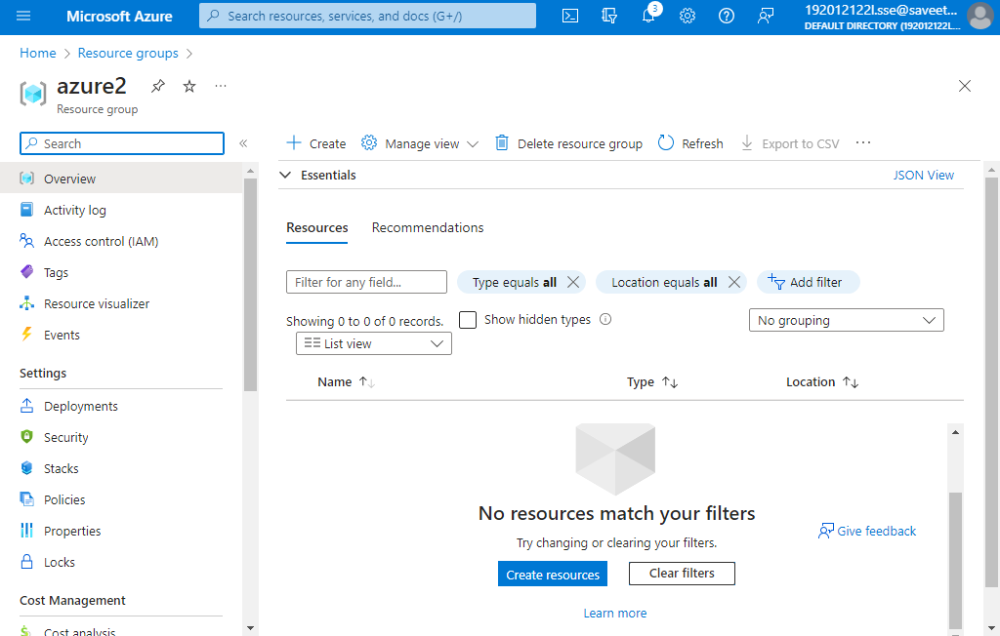 Microsoft Azure
Search resources, services, and docs (G+/)
3
192012122l.sse@saveet...
DEFAULT DIRECTORY (192012122L...
Home > Resource groups >
azure2
Resource group
Search
«
Create
Manage view
Delete resource group
Refresh
Export to CSV
Overview
Activity log
Access control (IAM)
Tags
Resource visualizer
Events
Settings
Deployments
Security
Stacks
Policies
Properties
Locks
Cost Management
Cost analysis
Essentials
JSON View
Resources
Recommendations
Filter for any field...
Type equals all
Location equals all
Add filter
Showing 0 to 0 of 0 records.
Show hidden types
No grouping
List view
Name
Type
Location
No resources match your filters
Try changing or clearing your filters.
Create resources
Clear filters
Learn more
Give feedback